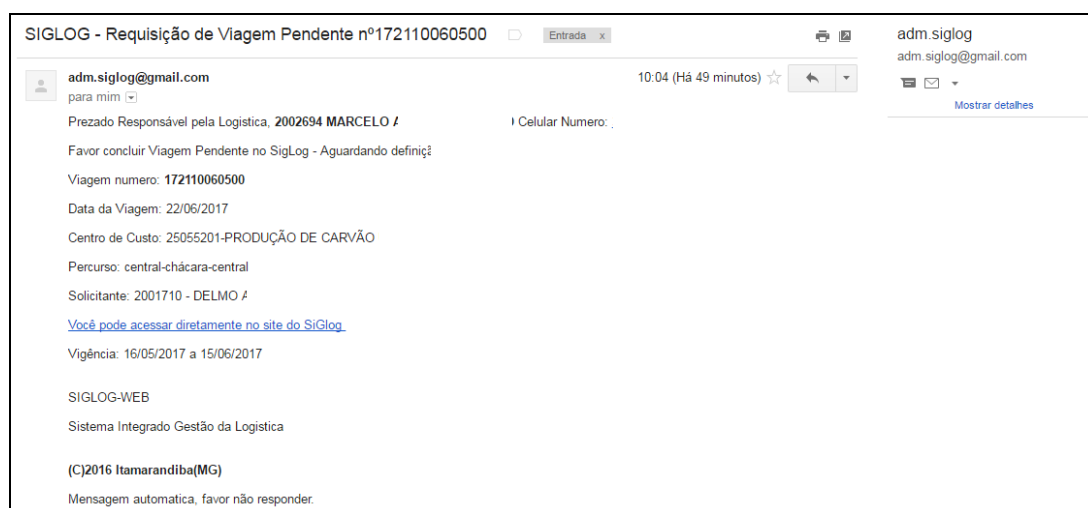 SIGLOG - Requisição de Viagem Pendente nº172110060500 Entrada x
adm.siglog
adm.siglog@gmail.com
Mostrar detalhes
adm.siglog@gmail.com 10:04 (Há 49 minutos)
para mim
Prezado Responsável pela Logistica, 2002694 MARCELO Celular Numero:
Favor concluir Viagem Pendente no SigLog - Aguardando
Viagem numero: 172110060500
Data da Viagem: 22/06/2017
Centro de Custo: 25055201-PRODUÇÃO DE CARVÃO
Percurso: central-chácara-central
Solicitante: 2001710 - DELMO
Você pode acessar diretamente no site do SiGlog
Vigência: 16/05/2017 a 15/06/2017
SIGLOG-WEB
Sistema Integrado Gestão da Logistica
(C)2016 Itamarandiba(MG)
Mensagem automatica, favor não responder.